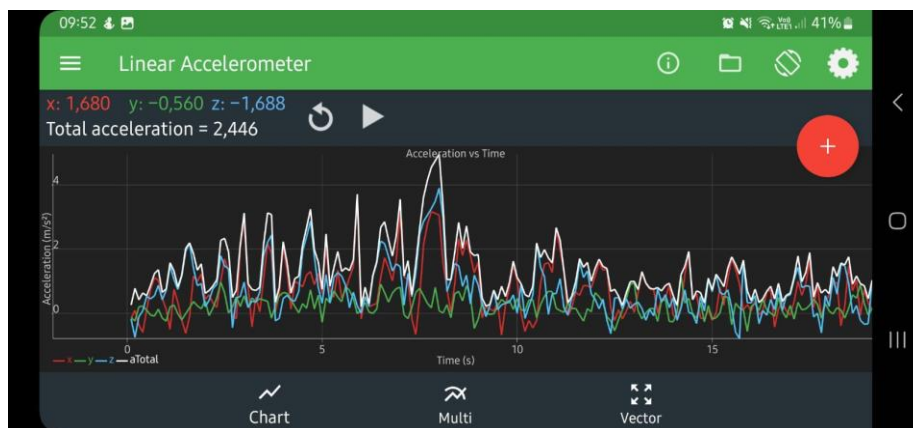 09:52 41%
Linear Accelerometer
x: 1,680 y: −0,560 z: −1,688
Total acceleration = 2,446
+
Acceleration vs Time
4
2
0
Acceleration (m/s²)
0 5 10 15
x y z aTotal
Time (s)
Chart Multi Vector